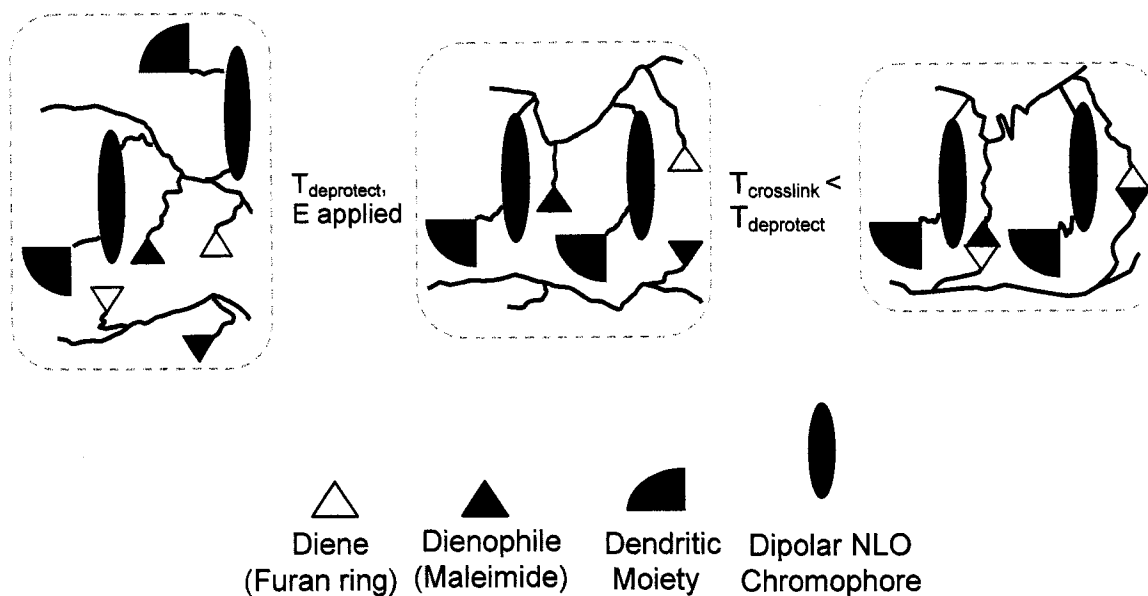 T_deprotect,
E applied
T_crosslink <
T_deprotect
Diene
(Furan ring)
Dienophile
(Maleimide)
Dendritic
Moiety
Dipolar NLO
Chromophore